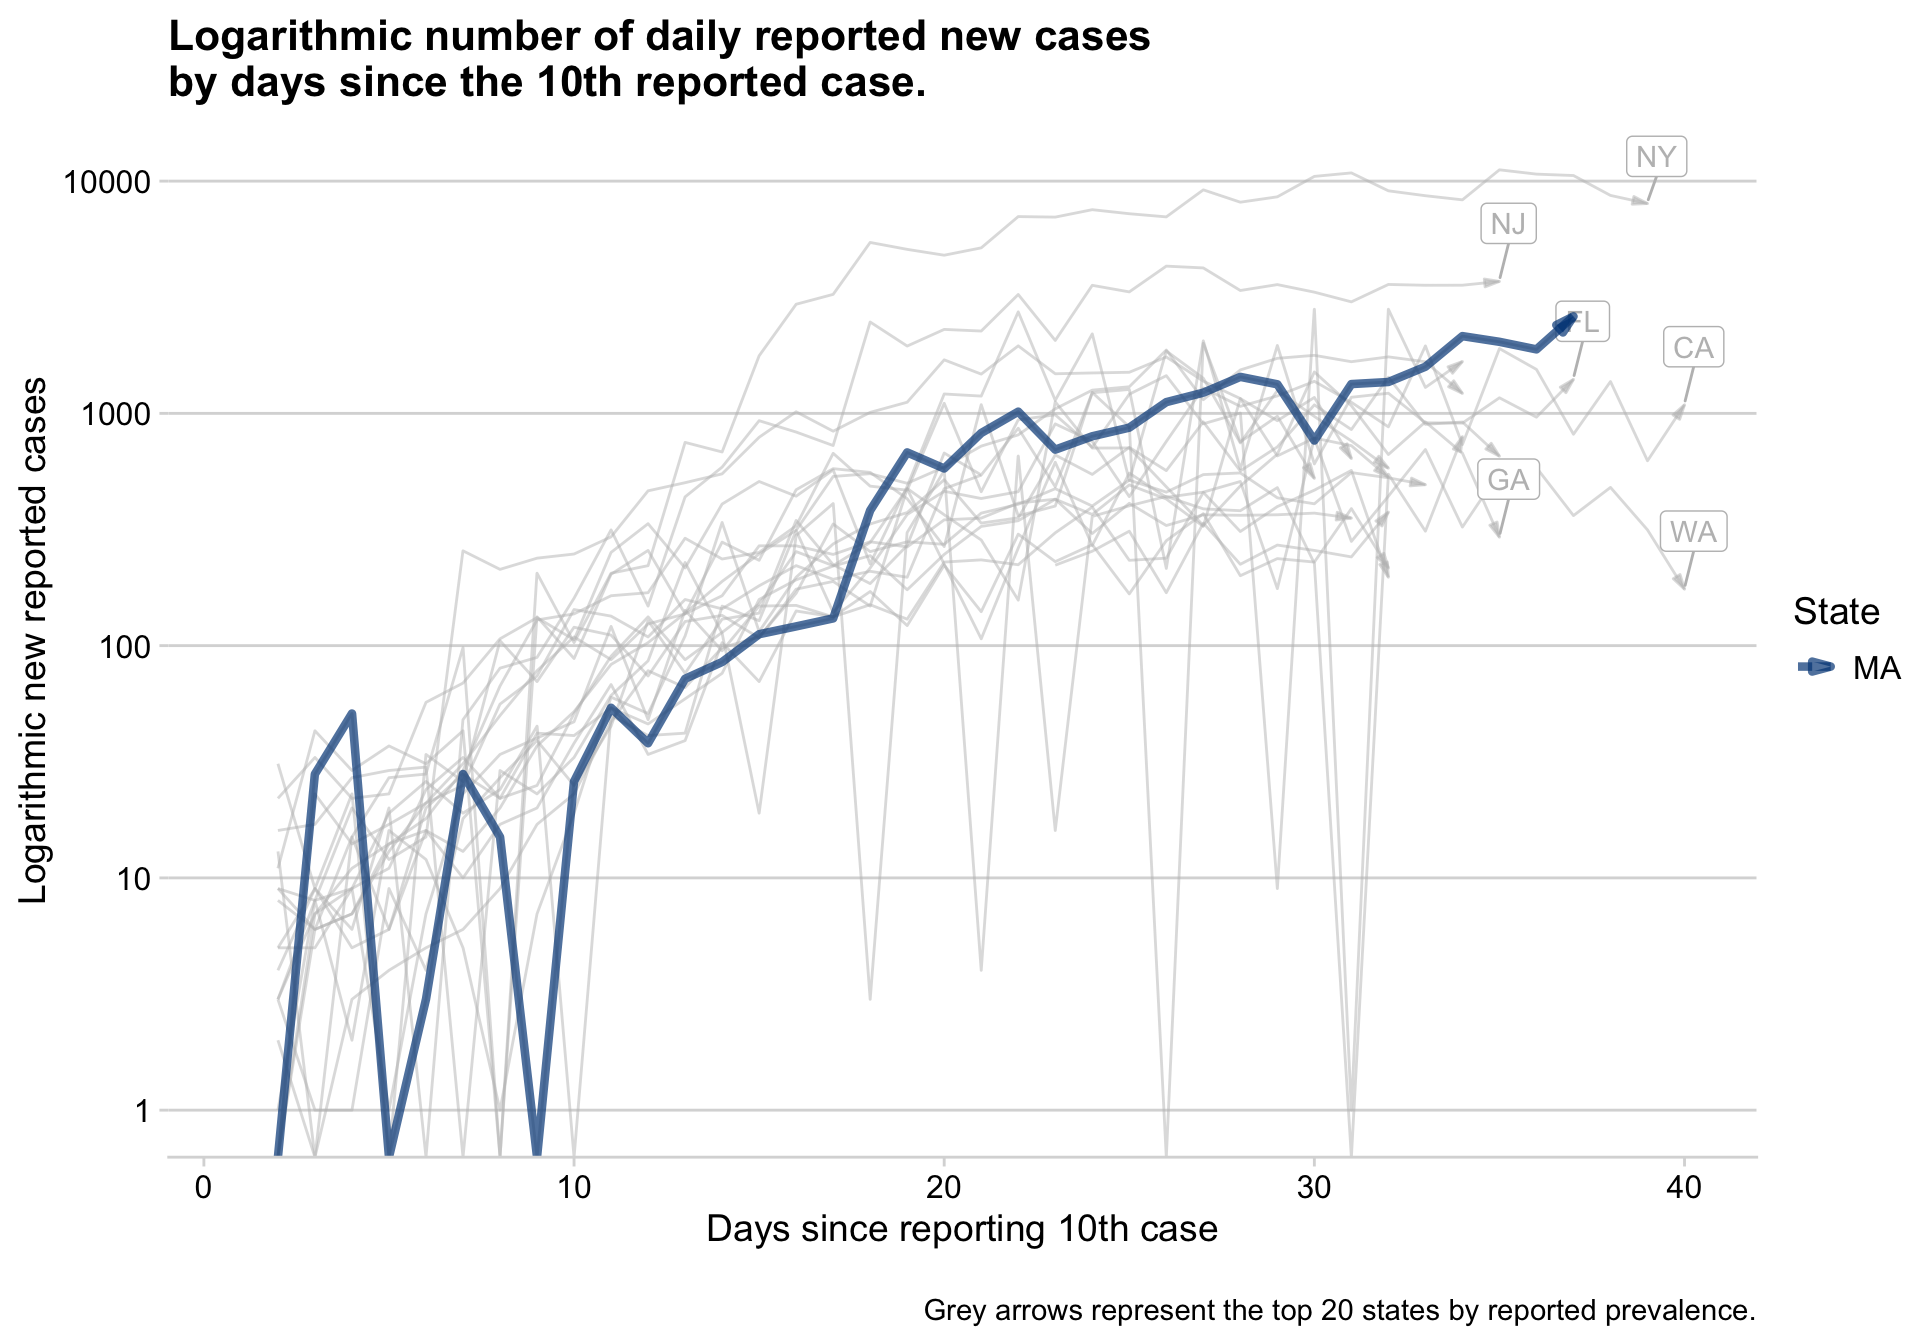 Logarithmic number of daily reported new cases
by days since the 10th reported case.
Logarithmic new reported cases
10000
1000
100
10
1
NY
NJ
FL
CA
GA
WA
State
MA
0 10 20 30 40
Days since reporting 10th case
Grey arrows represent the top 20 states by reported prevalence.